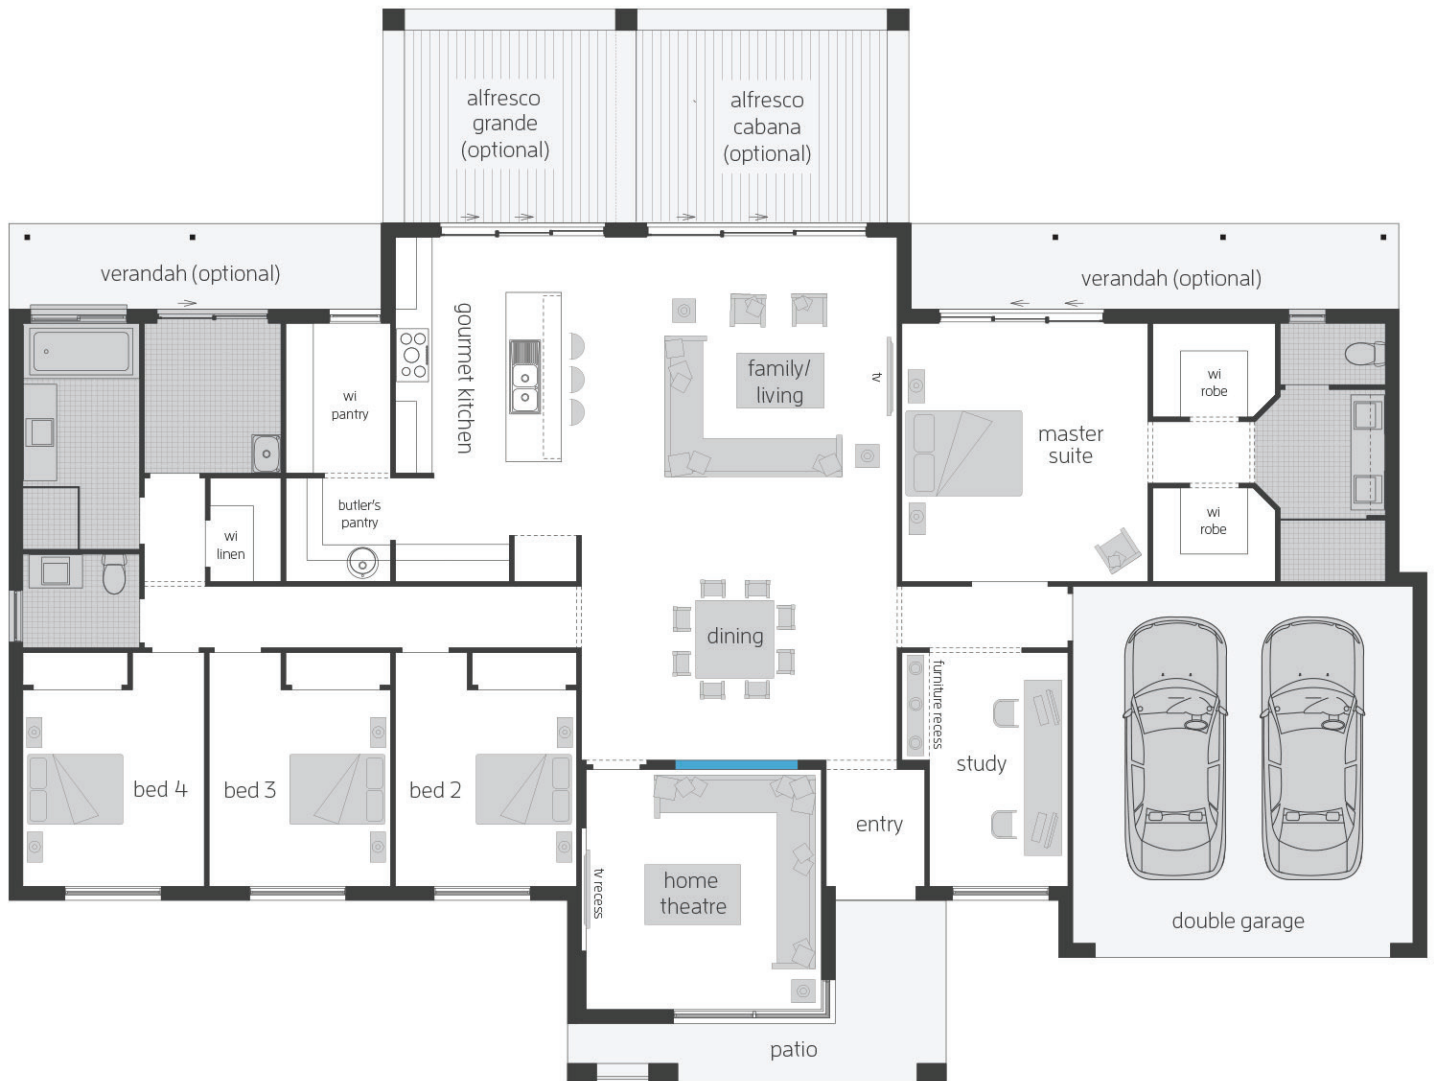 alfresco
grande
(optional)
alfresco
cabana
(optional)
verandah (optional)
verandah (optional)
gourmet kitchen
family/
living
tv
wi
pantry
wi
robe
master
suite
butler's
pantry
wi
linen
wi
robe
dining
furniture recess
study
bed 4
bed 3
bed 2
entry
home
theatre
tv recess
double garage
patio